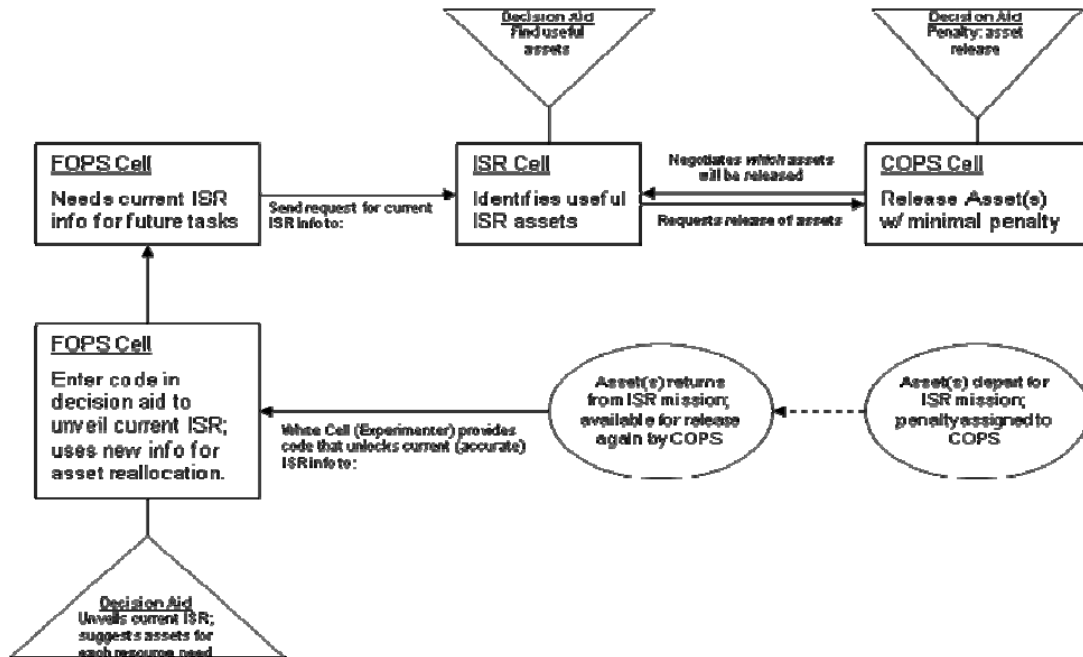 Decision Aid
Find useful
assets
Decision Aid
Penalty: asset
release
FOPS Cell
Needs current ISR
info for future tasks
Send request for current
ISR info to:
ISR Cell
Identifies useful
ISR assets
Negotiates which assets
will be released
Requests release of assets
COPS Cell
Release Asset(s)
w/ minimal penalty
FOPS Cell
Enter code in
decision aid to
unveil current ISR;
uses new info for
asset reallocation.
White Cell (Experimenter) provides
code that unlocks current (accurate)
ISR info to:
Asset(s) returns
from ISR mission;
available for release
again by COPS
Asset(s) depart for
ISR mission;
penalty assigned to
COPS
Decision Aid
Unveils current ISR;
suggests assets for
each resource need